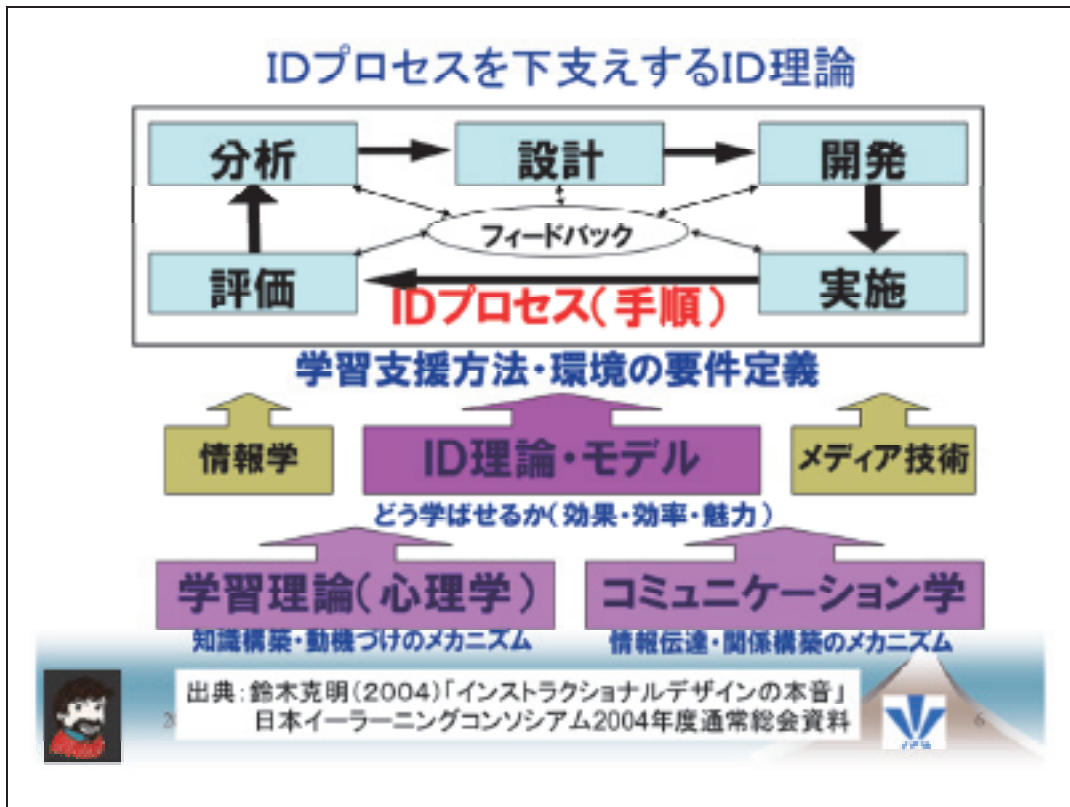 IDプロセスを下支えするID理論
分析
設計
開発
フィードバック
評価
実施
IDプロセス(手順)
学習支援方法・環境の要件定義
情報学
ID理論・モデル
メディア技術
どう学ばせるか(効果・効率・魅力)
学習理論(心理学)
コミュニケーション学
知識構築・動機づけのメカニズム
情報伝達・関係構築のメカニズム
出典:鈴木克明(2004)「インストラクショナルデザインの本音」
日本イーラーニングコンソシアム2004年度通常総会資料
6